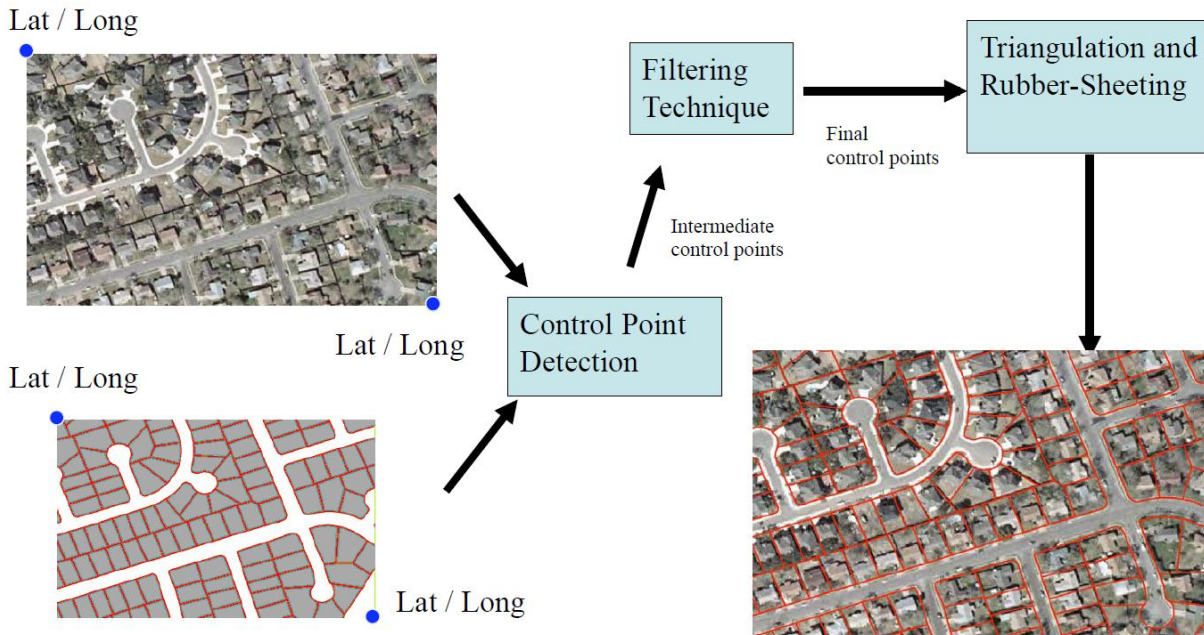 Lat / Long
Lat / Long
Lat / Long
Lat / Long
Control Point
Detection
Intermediate
control points
Filtering
Technique
Final
control points
Triangulation and
Rubber-Sheeting